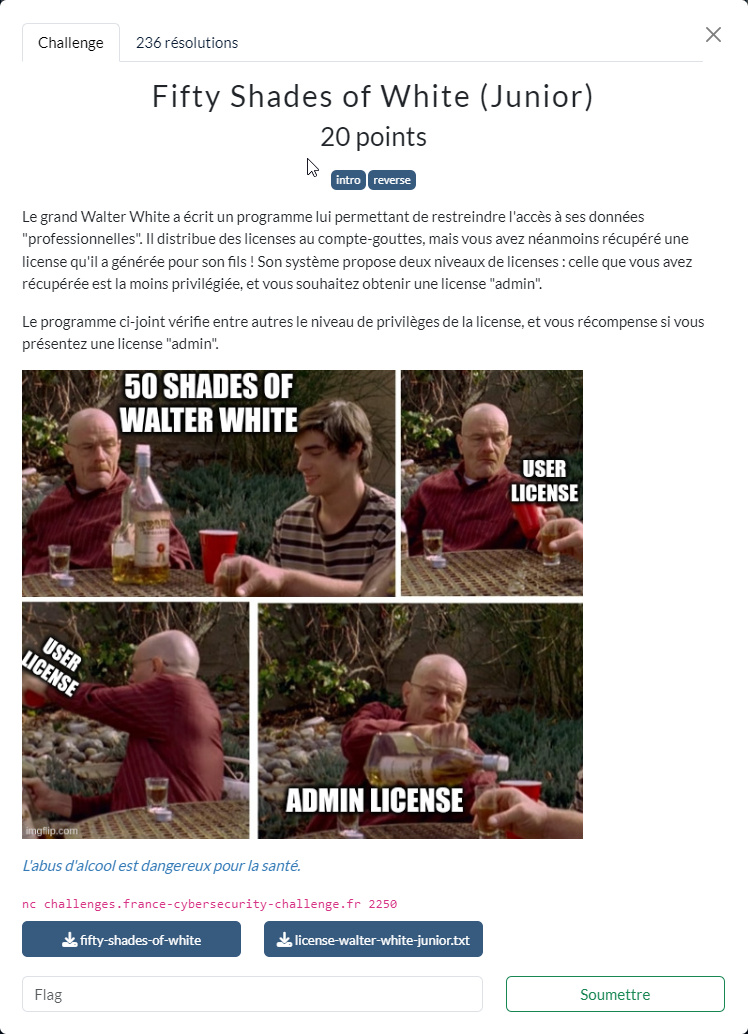 Challenge
236 résolutions
Fifty Shades of White (Junior)
20 points
intro
reverse
Le grand Walter White a écrit un programme lui permettant de restreindre l'accès à ses données
"professionnelles". Il distribue des licenses au compte-gouttes, mais vous avez néanmoins récupéré une
license qu'il a générée pour son fils ! Son système propose deux niveaux de licenses : celle que vous avez
récupérée est la moins privilégiée, et vous souhaitez obtenir une license "admin".
Le programme ci-joint vérifie entre autres le niveau de privilèges de la license, et vous récompense si vous
présentez une license "admin".
50 SHADES OF
WALTER WHITE
USER
LICENSE
USER
LICENSE
ADMIN LICENSE
imgflip.com
L'abus d'alcool est dangereux pour la santé.
nc challenges.france-cybersecurity-challenge.fr 2250
fifty-shades-of-white
license-walter-white-junior.txt
Flag
Soumettre